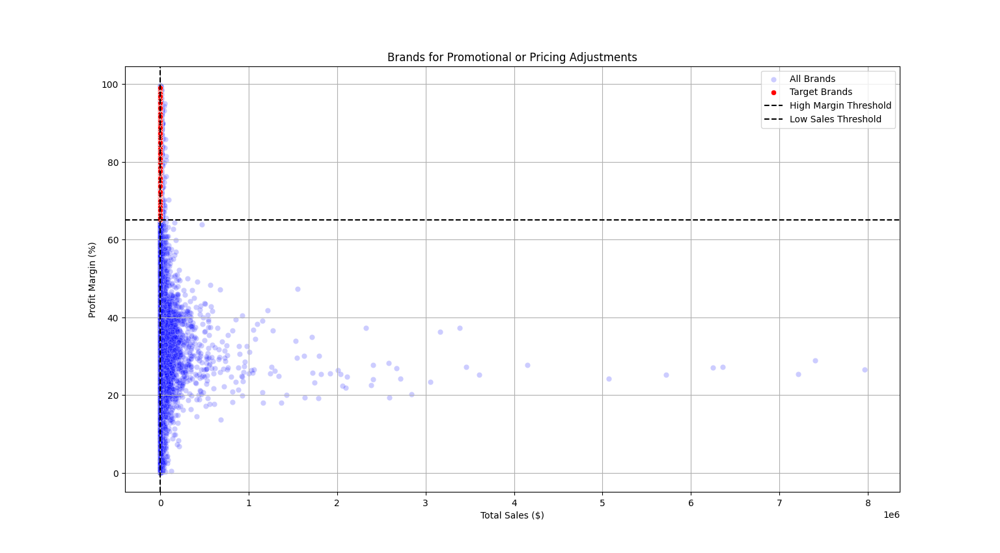 Brands for Promotional or Pricing Adjustments
All Brands
Target Brands
High Margin Threshold
Low Sales Threshold
Profit Margin (%)
100
80
60
40
20
0
0 1 2 3 4 5 6 7 8
1e6
Total Sales ($)